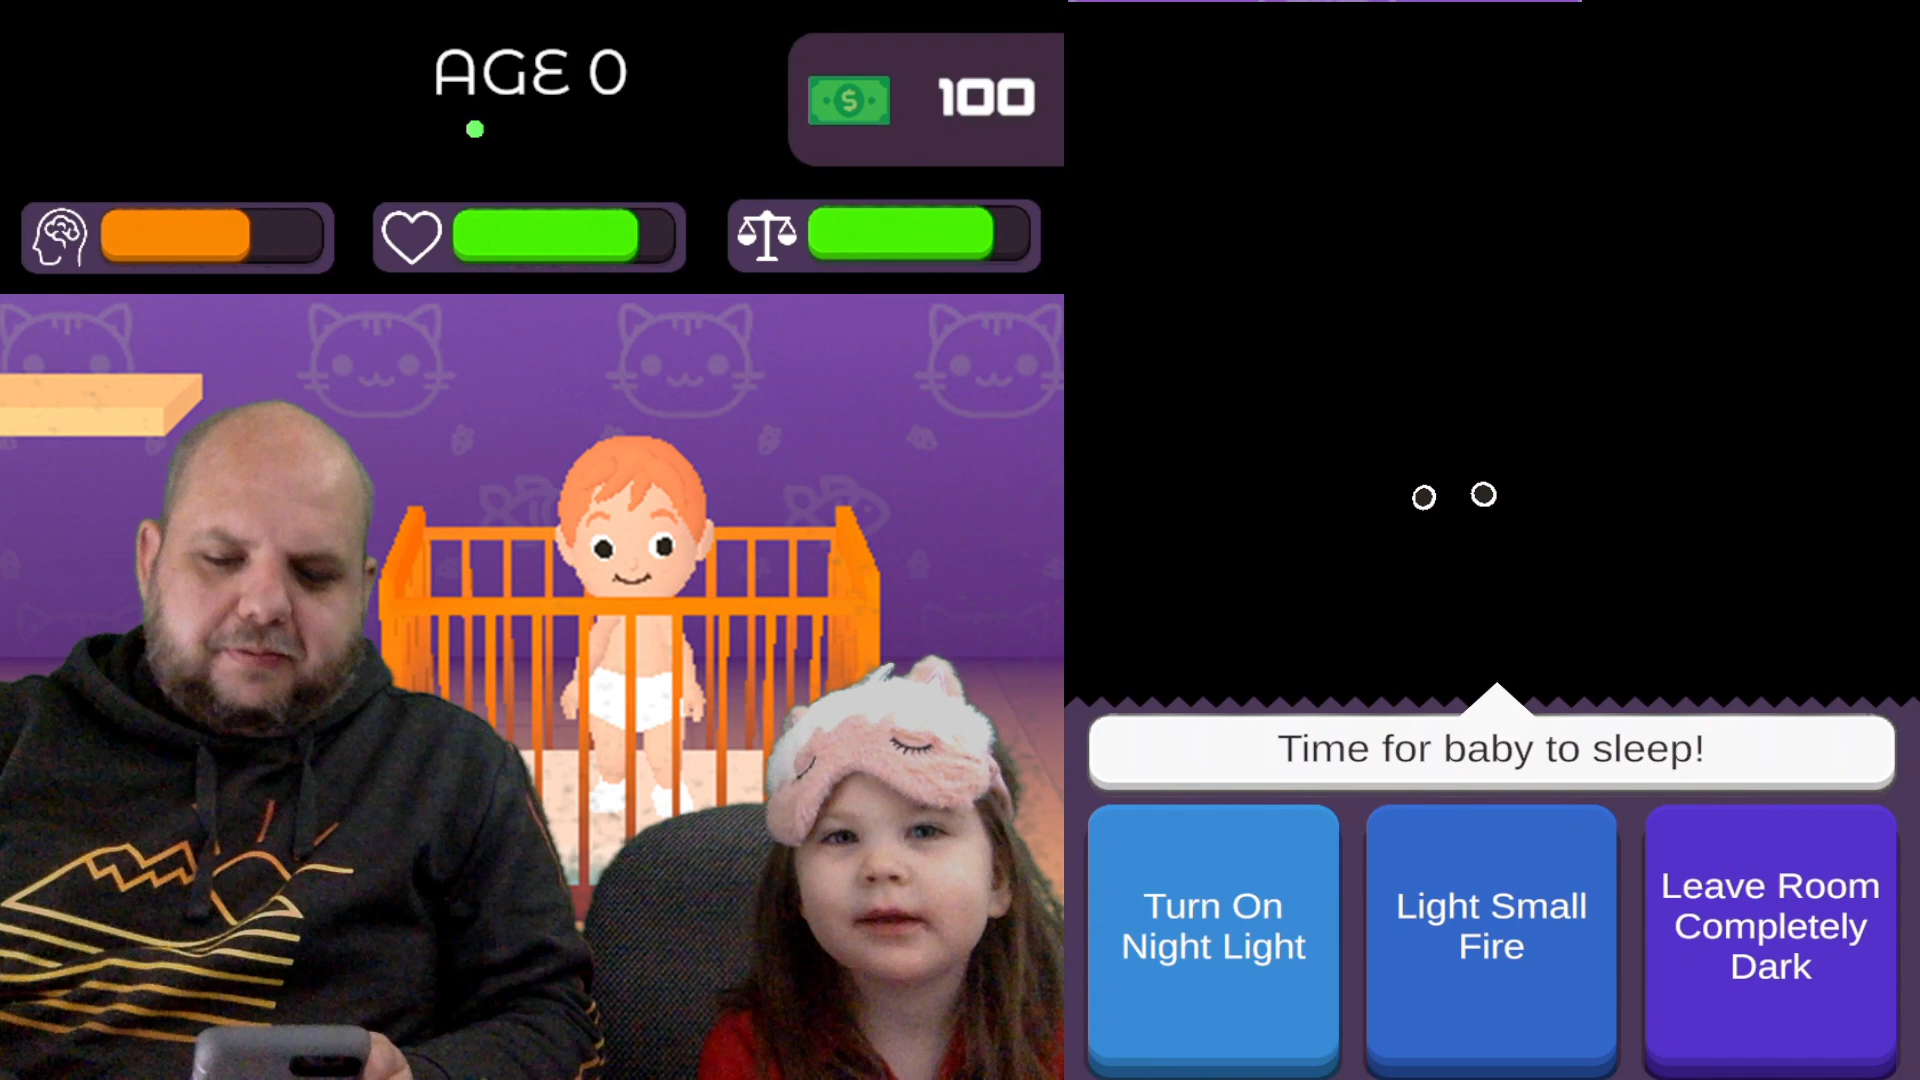 AGE 0
100
Time for baby to sleep!
Turn On
Night Light
Light Small
Fire
Leave Room
Completely
Dark